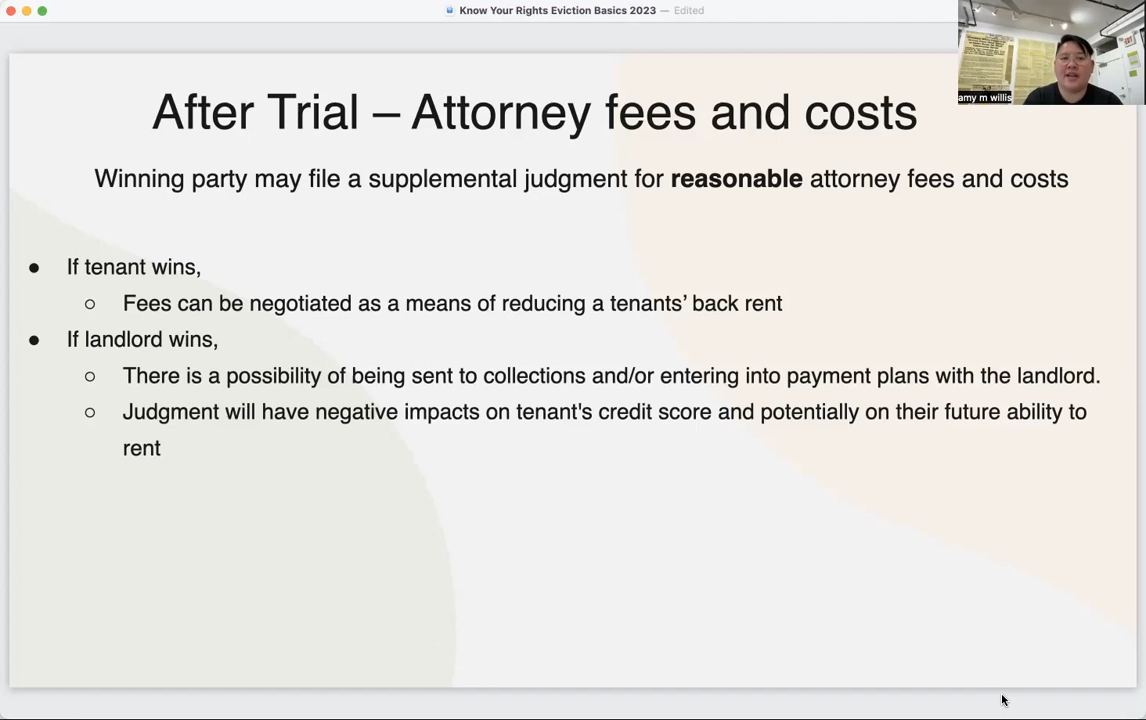 Know Your Rights Eviction Basics 2023 — Edited
amy m willis
After Trial – Attorney fees and costs
Winning party may file a supplemental judgment for reasonable attorney fees and costs
● If tenant wins,
○ Fees can be negotiated as a means of reducing a tenants’ back rent
● If landlord wins,
○ There is a possibility of being sent to collections and/or entering into payment plans with the landlord.
○ Judgment will have negative impacts on tenant's credit score and potentially on their future ability to
rent